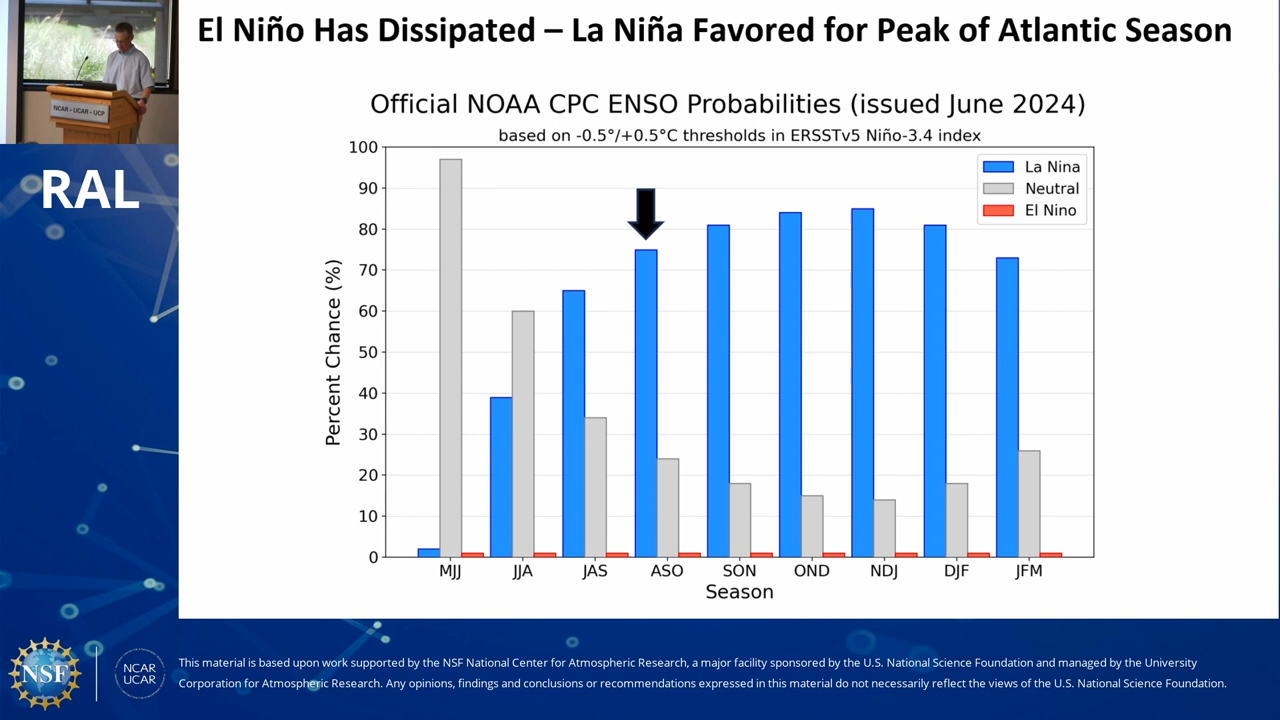 El Niño Has Dissipated – La Niña Favored for Peak of Atlantic Season
NCAR • UCAR • UCP
RAL
Official NOAA CPC ENSO Probabilities (issued June 2024)
based on -0.5°/+0.5°C thresholds in ERSSTv5 Niño-3.4 index
La Nina
Neutral
El Nino
Percent Chance (%)
100
90
80
70
60
50
40
30
20
10
0
MJJ JJA JAS ASO SON OND NDJ DJF JFM
Season
NSF
NCAR
UCAR
This material is based upon work supported by the NSF National Center for Atmospheric Research, a major facility sponsored by the U.S. National Science Foundation and managed by the University
Corporation for Atmospheric Research. Any opinions, findings and conclusions or recommendations expressed in this material do not necessarily reflect the views of the U.S. National Science Foundation.